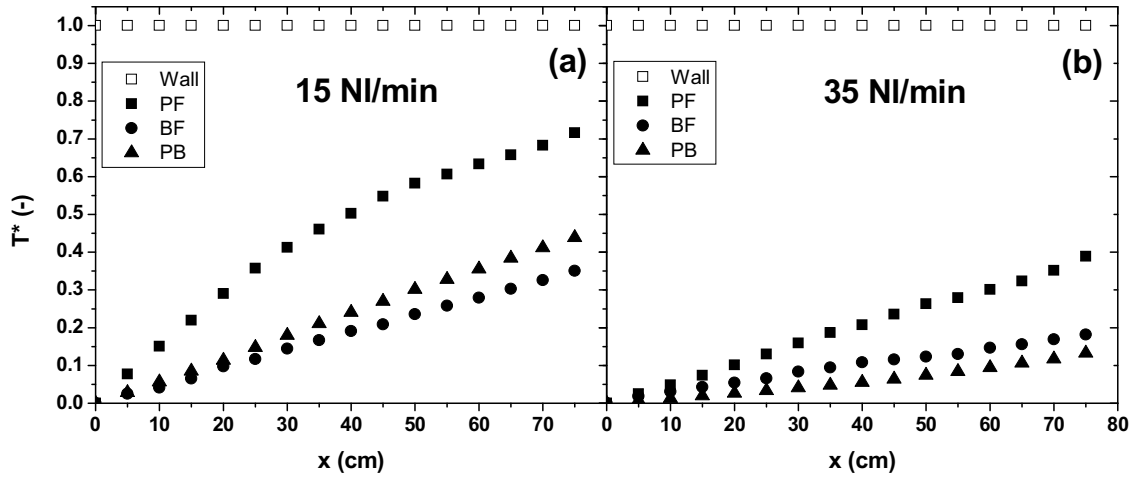 1.0
0.9
0.8
0.7
0.6
0.5
0.4
0.3
0.2
0.1
0.0
T* (-)
(a)
15 Nl/min
Wall
PF
BF
PB
0 10 20 30 40 50 60 70
x (cm)
(b)
35 Nl/min
Wall
PF
BF
PB
0 10 20 30 40 50 60 70 80
x (cm)